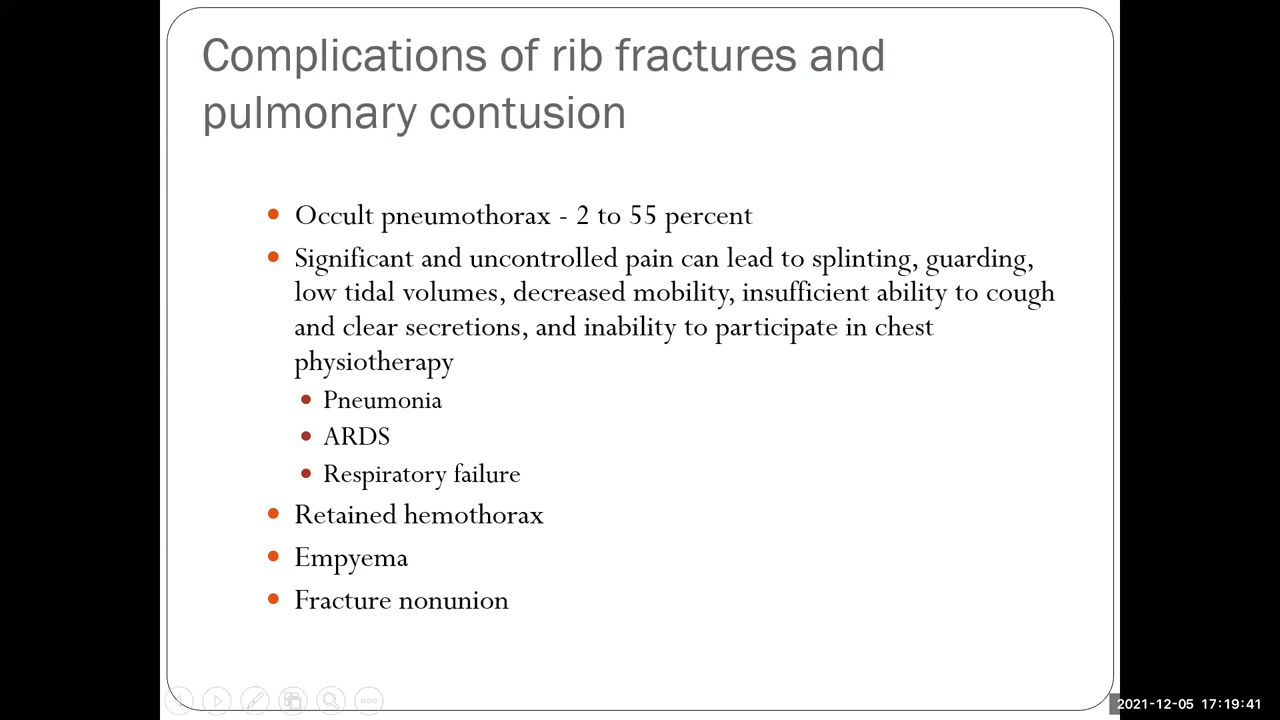 Complications of rib fractures and
pulmonary contusion
Occult pneumothorax - 2 to 55 percent
Significant and uncontrolled pain can lead to splinting, guarding,
low tidal volumes, decreased mobility, insufficient ability to cough
and clear secretions, and inability to participate in chest
physiotherapy
Pneumonia
ARDS
Respiratory failure
Retained hemothorax
Empyema
Fracture nonunion
2021-12-05 17:19:41